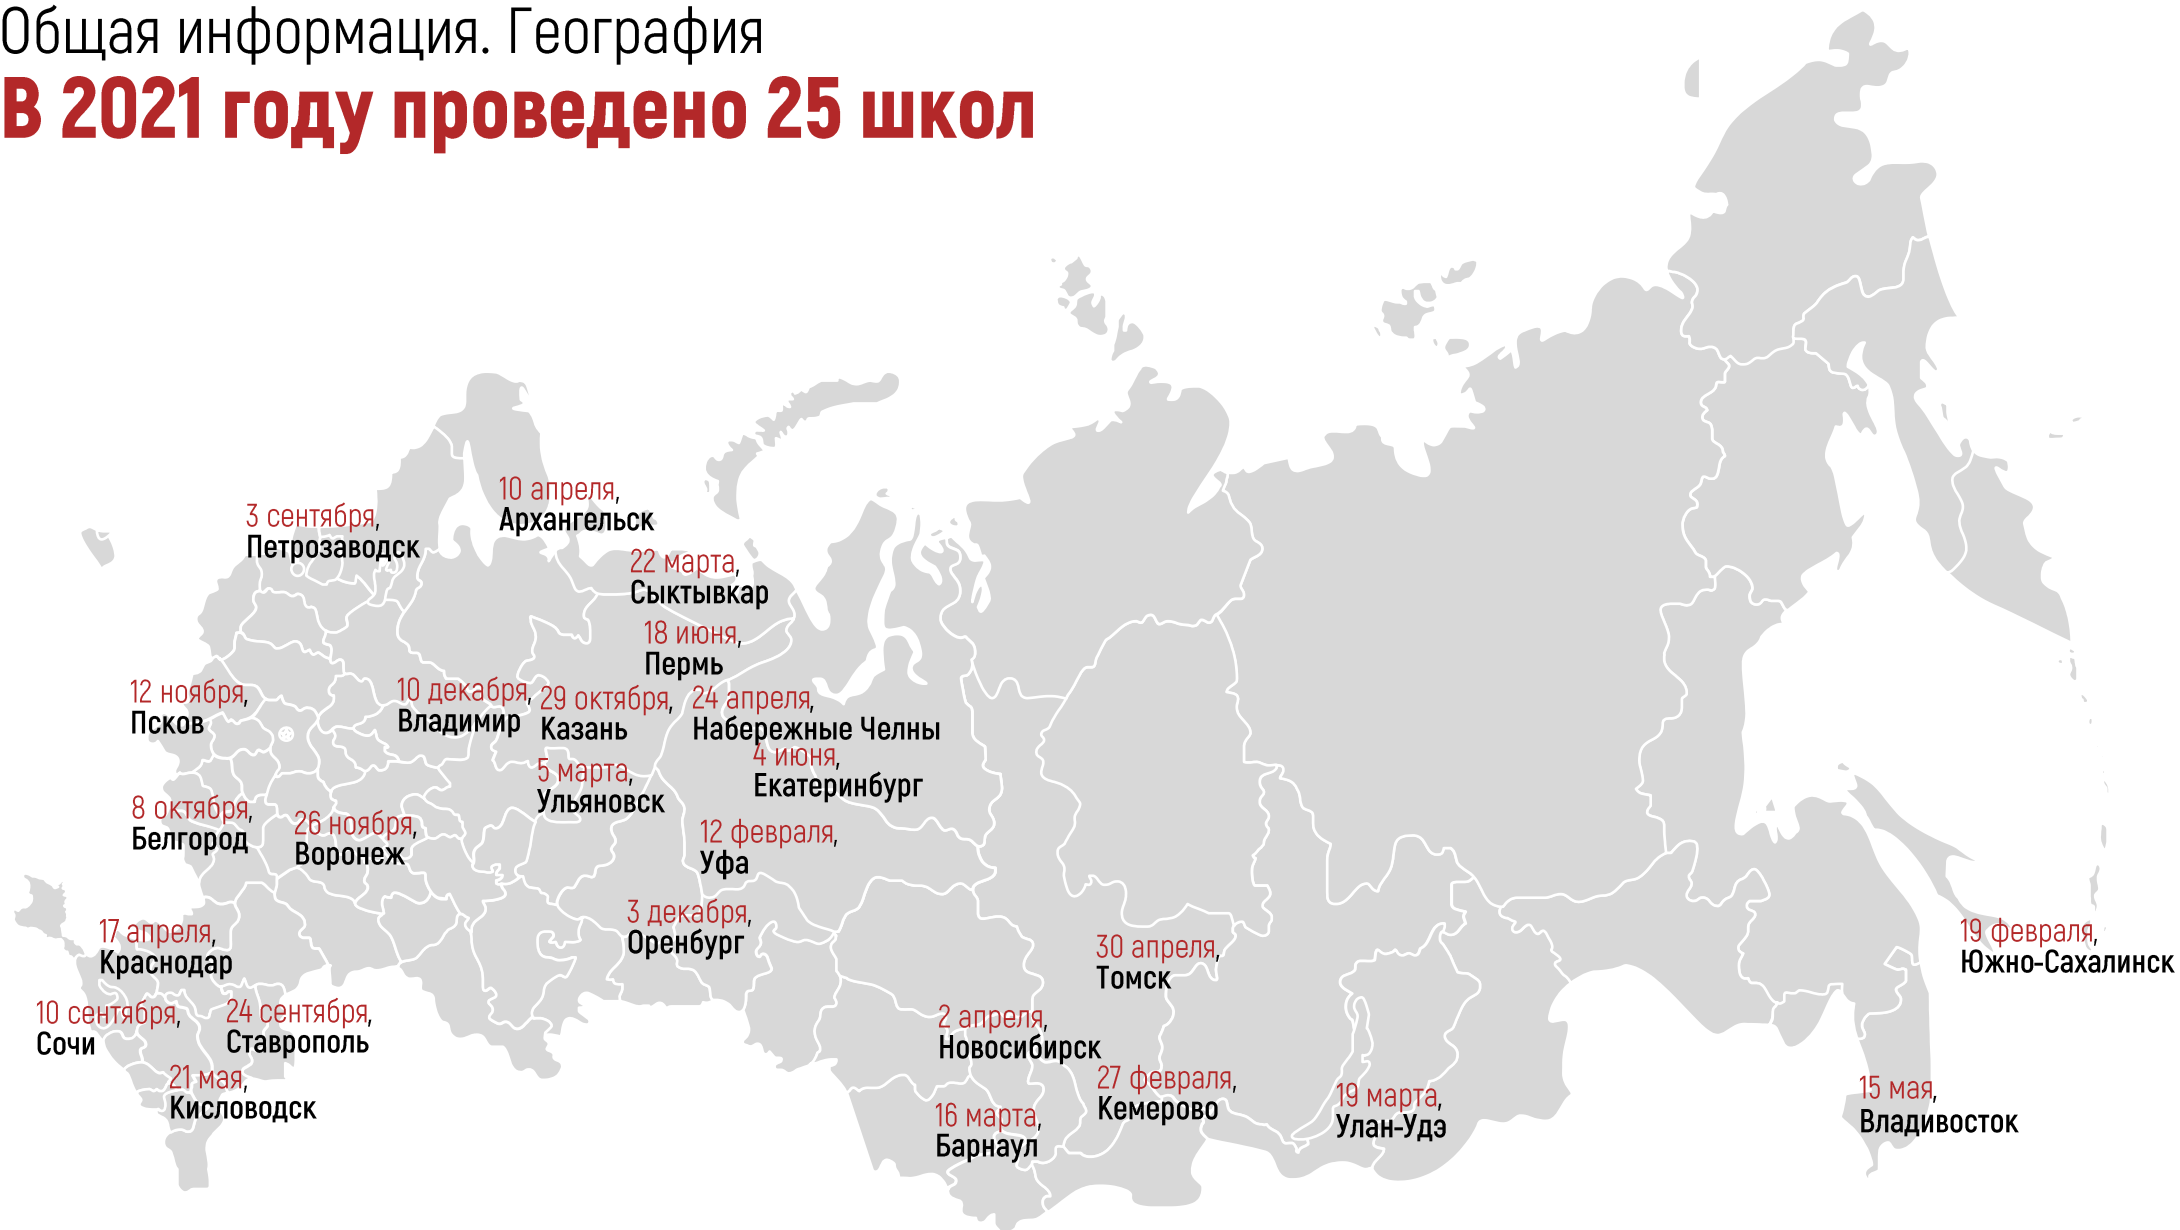 Общая информация. География
В 2021 году проведено 25 школ
10 апреля,
Архангельск
3 сентября,
Петрозаводск
22 марта,
Сыктывкар
18 июня,
Пермь
12 ноября,
Псков
10 декабря,
Владимир
29 октября,
Казань
24 апреля,
Набережные Челны
4 июня,
Екатеринбург
5 марта,
Ульяновск
8 октября,
Белгород
26 ноября,
Воронеж
12 февраля,
Уфа
3 декабря,
Оренбург
17 апреля,
Краснодар
30 апреля,
Томск
19 февраля,
Южно-Сахалинск
10 сентября,
Сочи
24 сентября,
Ставрополь
2 апреля,
Новосибирск
21 мая,
Кисловодск
27 февраля,
Кемерово
19 марта,
Улан-Удэ
15 мая,
Владивосток
16 марта,
Барнаул